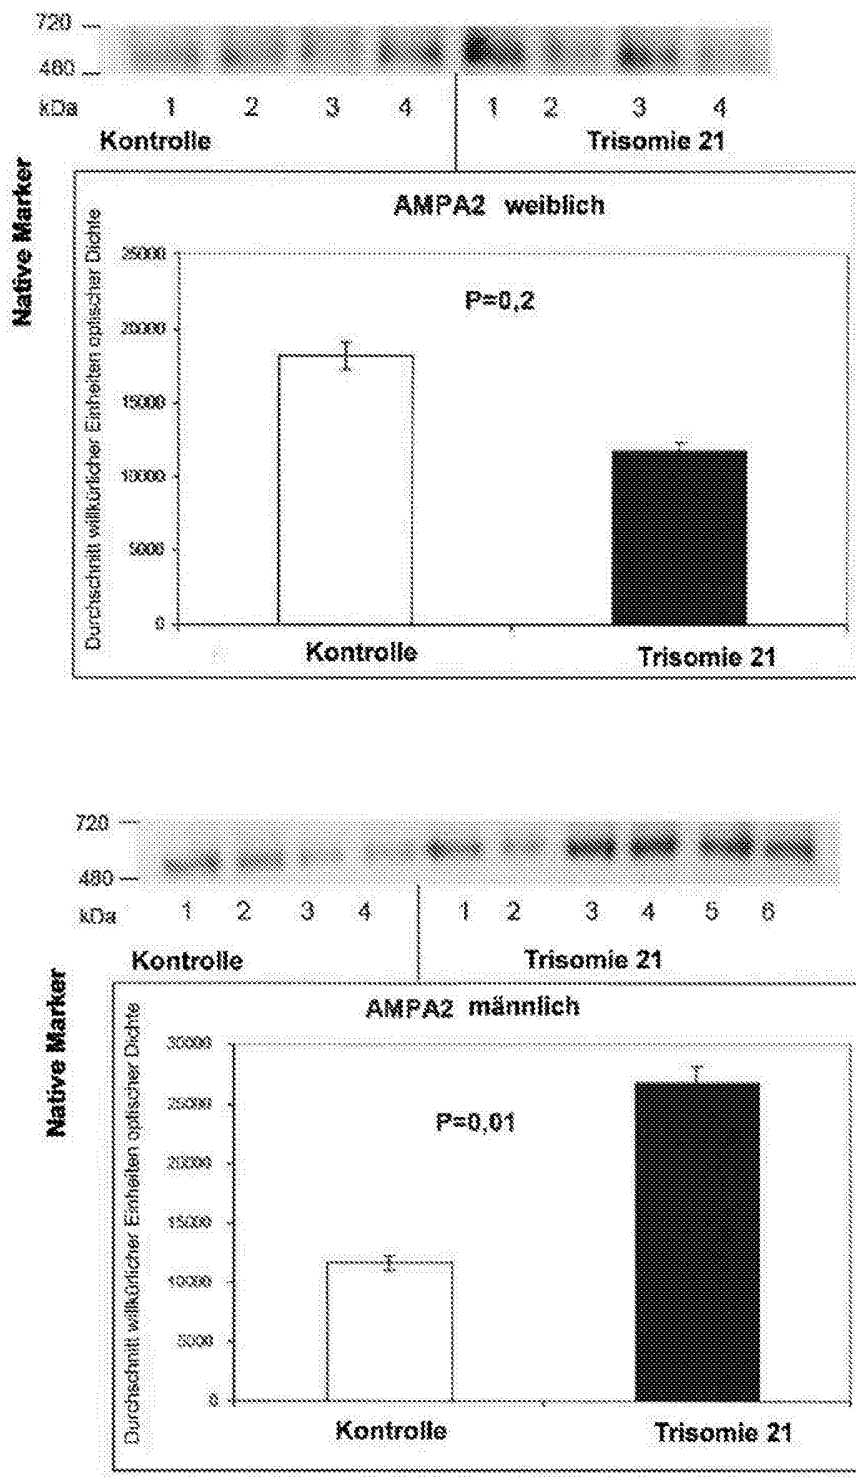 720
480
kDa 1 2 3 4 1 2 3 4
Kontrolle Trisomie 21
Native Marker
AMPA2 weiblich
Durchschnitt willkürlicher Einheiten optischer Dichte
25000
P=0,2
20000
15000
10000
5000
0
Kontrolle Trisomie 21
720
480
kDa 1 2 3 4 1 2 3 4 5 6
Kontrolle Trisomie 21
Native Marker
AMPA2 männlich
Durchschnitt willkürlicher Einheiten optischer Dichte
30000
25000
P=0,01
20000
15000
10000
5000
0
Kontrolle Trisomie 21